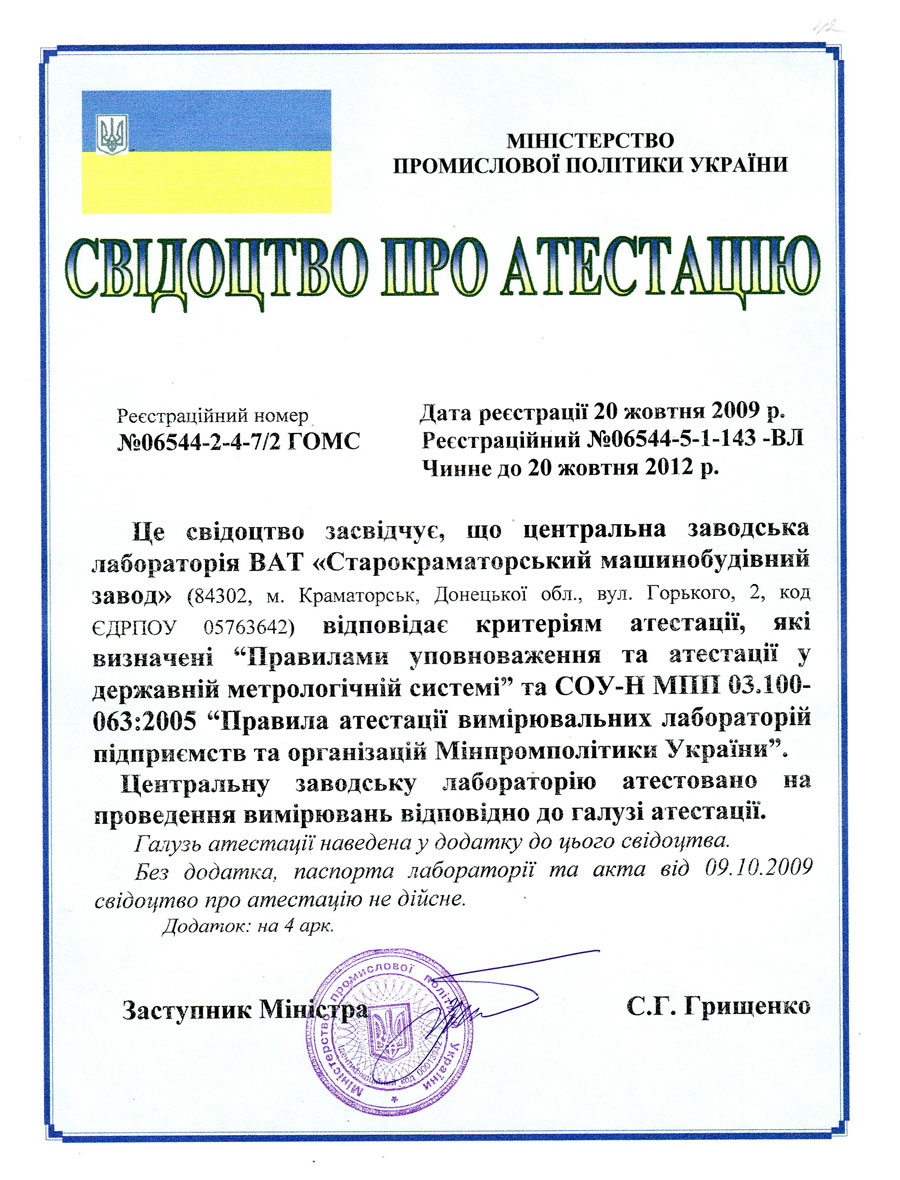 МІНІСТЕРСТВО
ПРОМИСЛОВОЇ ПОЛІТИКИ УКРАЇНИ
СВІДОЦТВО ПРО АТЕСТАЦІЮ
Реєстраційний номер
№06544-2-4-7/2 ГОМС
Дата реєстрації 20 жовтня 2009 р.
Реєстраційний №06544-5-1-143 -ВЛ
Чинне до 20 жовтня 2012 р.
Це свідоцтво засвідчує, що центральна заводська
лабораторія ВАТ «Старокраматорський машинобудівний
завод» (84302, м. Краматорськ, Донецької обл., вул. Горького, 2, код
ЄДРПОУ 05763642) відповідає критеріям атестації, які
визначені “Правилами уповноваження та атестації у
державній метрологічній системі” та СОУ-Н МПП 03.100-
063:2005 “Правила атестації вимірювальних лабораторій
підприємств та організацій Мінпромполітики України”.
Центральну заводську лабораторію атестовано на
проведення вимірювань відповідно до галузі атестації.
Галузь атестації наведена у додатку до цього свідоцтва.
Без додатка, паспорта лабораторії та акта від 09.10.2009
свідоцтво про атестацію не дійсне.
Додаток: на 4 арк.
Заступник Міністра
С.Г. Грищенко
Міністерство промислової політики України
Ідентифікаційний код